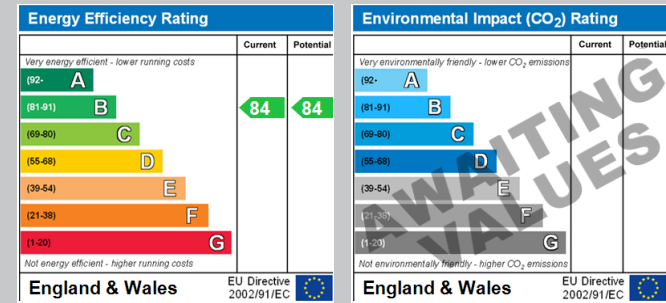 Energy Efficiency Rating
Current Potential
Very energy efficient - lower running costs
(92- A
(81-91) B 84 84
(69-80) C
(55-68) D
(39-54) E
(21-38) F
(1-20) G
Not energy efficient - higher running costs
England & Wales
EU Directive
2002/91/EC
Environmental Impact (CO₂) Rating
Current Potential
Very environmentally friendly - lower CO₂ emissions
(92- A
(81-91) B
(69-80) C
(55-68) D
(39-54) E
(21-38) F
(1-20) G
Not environmentally friendly - higher CO₂ emissions
AWAITING
VALUES
England & Wales
EU Directive
2002/91/EC